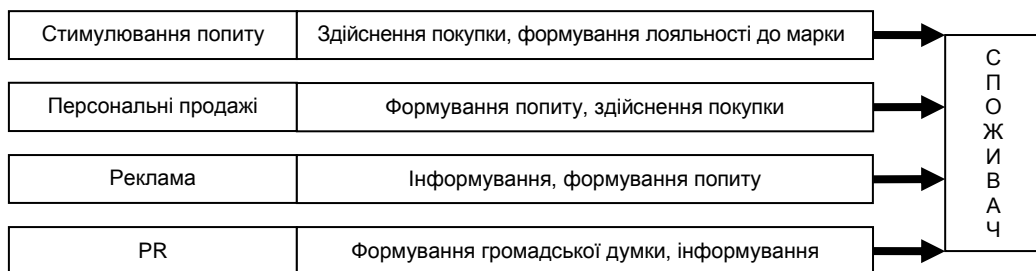 Стимулювання попиту
Здійснення покупки, формування лояльності до марки
Персональні продажі
Формування попиту, здійснення покупки
Реклама
Інформування, формування попиту
PR
Формування громадської думки, інформування
С
П
О
Ж
И
В
А
Ч